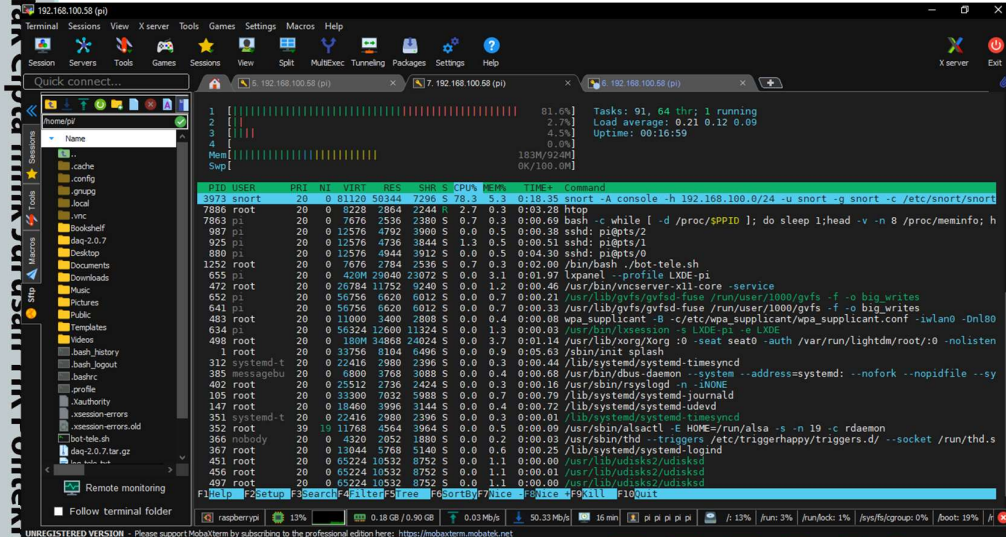 192.168.100.58 (pi)
Terminal Sessions View X server Tools Games Settings Macros Help
Session Servers Tools Games Sessions View Split MultiExec Tunneling Packages Settings Help X server Exit
Quick connect...
5. 192.168.100.58 (pi) 7. 192.168.100.58 (pi) 6. 192.168.100.58 (pi)
/home/pi/
Name
..
.cache
.config
.gnupg
.local
.vnc
Bookshelf
daq-2.0.7
Desktop
Documents
Downloads
Music
Pictures
Public
Templates
Videos
.bash_history
.bash_logout
.bashrc
.profile
.Xauthority
.xsession-errors
.xsession-errors.old
bot-tele.sh
daq-2.0.7.tar.gz
Sessions
Tools
Macros
Sftp
Remote monitoring
Follow terminal folder
1 [ 81.6%] Tasks: 91, 64 thr; 1 running
2 [ 2.7%] Load average: 0.21 0.12 0.09
3 [ 4.5%] Uptime: 00:16:59
4 [ 0.0%]
Mem[ 183M/924M]
Swp[ 0K/100.0M]
PID USER PRI NI VIRT RES SHR S CPU% MEM% TIME+ Command
3973 snort 20 0 81120 50344 7296 S 78.3 5.3 0:18.35 snort -A console -h 192.168.100.0/24 -u snort -g snort -c /etc/snort/snort
7886 root 20 0 8228 2864 2244 R 2.7 0.3 0:03.28 htop
7863 pi 20 0 7676 2536 2380 S 0.7 0.3 0:00.69 bash -c while [ -d /proc/$PPID ]; do sleep 1;head -v -n 8 /proc/meminfo; h
987 pi 20 0 12576 4792 3900 S 0.0 0.5 0:00.38 sshd: pi@pts/2
925 pi 20 0 12576 4736 3844 S 1.3 0.5 0:00.51 sshd: pi@pts/1
880 pi 20 0 12576 4944 3912 S 0.0 0.5 0:04.30 sshd: pi@pts/0
1252 root 20 0 7676 2784 2536 S 0.7 0.3 0:02.00 /bin/bash ./bot-tele.sh
655 pi 20 0 420M 29040 23072 S 0.0 3.1 0:01.97 lxpanel --profile LXDE-pi
472 root 20 0 26784 11752 9240 S 0.0 1.2 0:00.46 /usr/bin/vncserver-x11-core -service
652 pi 20 0 56756 6620 6012 S 0.0 0.7 0:00.21 /usr/lib/gvfs/gvfsd-fuse /run/user/1000/gvfs -f -o big_writes
641 pi 20 0 56756 6620 6012 S 0.0 0.7 0:00.33 /usr/lib/gvfs/gvfsd-fuse /run/user/1000/gvfs -f -o big_writes
483 root 20 0 11000 3400 2808 S 0.0 0.4 0:00.08 wpa_supplicant -B -c/etc/wpa_supplicant/wpa_supplicant.conf -iwlan0 -Dnl80
634 pi 20 0 56324 12600 11324 S 0.0 1.3 0:00.03 /usr/bin/lxsession -s LXDE-pi -e LXDE
498 root 20 0 180M 34868 24024 S 0.0 3.7 0:01.14 /usr/lib/xorg/Xorg :0 -seat seat0 -auth /var/run/lightdm/root/:0 -nolisten
1 root 20 0 33756 8104 6496 S 0.0 0.9 0:05.63 /sbin/init splash
312 systemd-t 20 0 22416 2980 2396 S 0.0 0.3 0:00.44 /lib/systemd/systemd-timesyncd
385 messagebu 20 0 6800 3768 3088 S 0.0 0.4 0:00.68 /usr/bin/dbus-daemon --system --address=systemd: --nofork --nopidfile --sy
402 root 20 0 25512 2736 2424 S 0.0 0.3 0:00.16 /usr/sbin/rsyslogd -n -iNONE
105 root 20 0 33300 7032 5988 S 0.0 0.7 0:00.79 /lib/systemd/systemd-journald
147 root 20 0 18460 3996 3144 S 0.0 0.4 0:00.72 /lib/systemd/systemd-udevd
351 systemd-t 20 0 22416 2980 2396 S 0.0 0.3 0:00.01 /lib/systemd/systemd-timesyncd
352 root 39 19 11768 4564 3964 S 0.0 0.5 0:00.09 /usr/sbin/alsactl -E HOME=/run/alsa -s -n 19 -c rdaemon
366 nobody 20 0 4320 2052 1880 S 0.0 0.2 0:00.03 /usr/sbin/thd --triggers /etc/triggerhappy/triggers.d/ --socket /run/thd.s
367 root 20 0 13044 5768 5140 S 0.0 0.6 0:00.25 /lib/systemd/systemd-logind
451 root 20 0 65224 10532 8752 S 0.0 1.1 0:00.00 /usr/lib/udisks2/udisksd
456 root 20 0 65224 10532 8752 S 0.0 1.1 0:00.01 /usr/lib/udisks2/udisksd
497 root 20 0 65224 10532 8752 S 0.0 1.1 0:00.00 /usr/lib/udisks2/udisksd
F1Help F2Setup F3SearchF4FilterF5Tree F6SortByF7Nice -F8Nice +F9Kill F10Quit
raspberrypi 13% 0.18 GB / 0.90 GB 0.03 Mb/s 50.33 Mb/s 16 min pi pi pi pi pi /: 13% /run: 3% /run/lock: 1% /sys/fs/cgroup: 0% /boot: 19%
UNREGISTERED VERSION - Please support MobaXterm by subscribing to the professional edition here: https://mobaxterm.mobatek.net